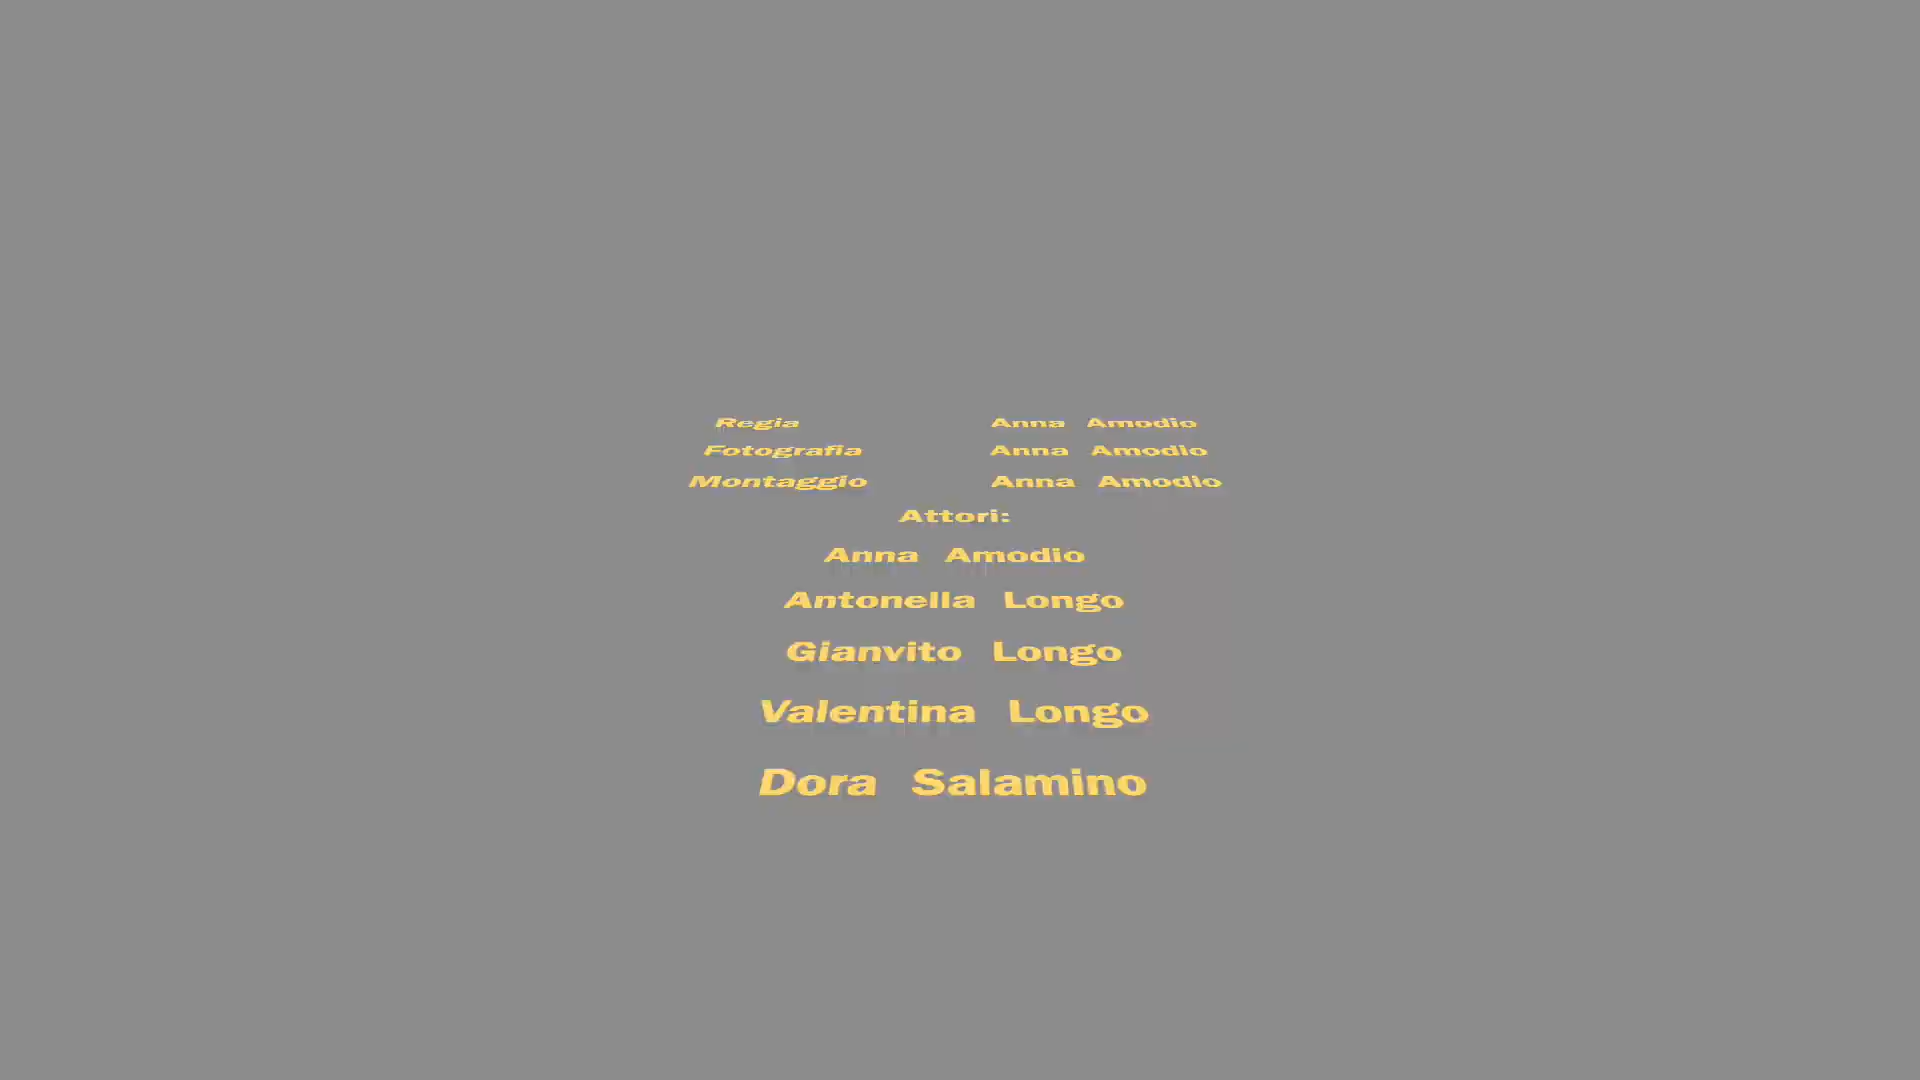 Regia Anna Amodio
Fotografia Anna Amodio
Montaggio Anna Amodio
Attori:
Anna Amodio
Antonella Longo
Gianvito Longo
Valentina Longo
Dora Salamino